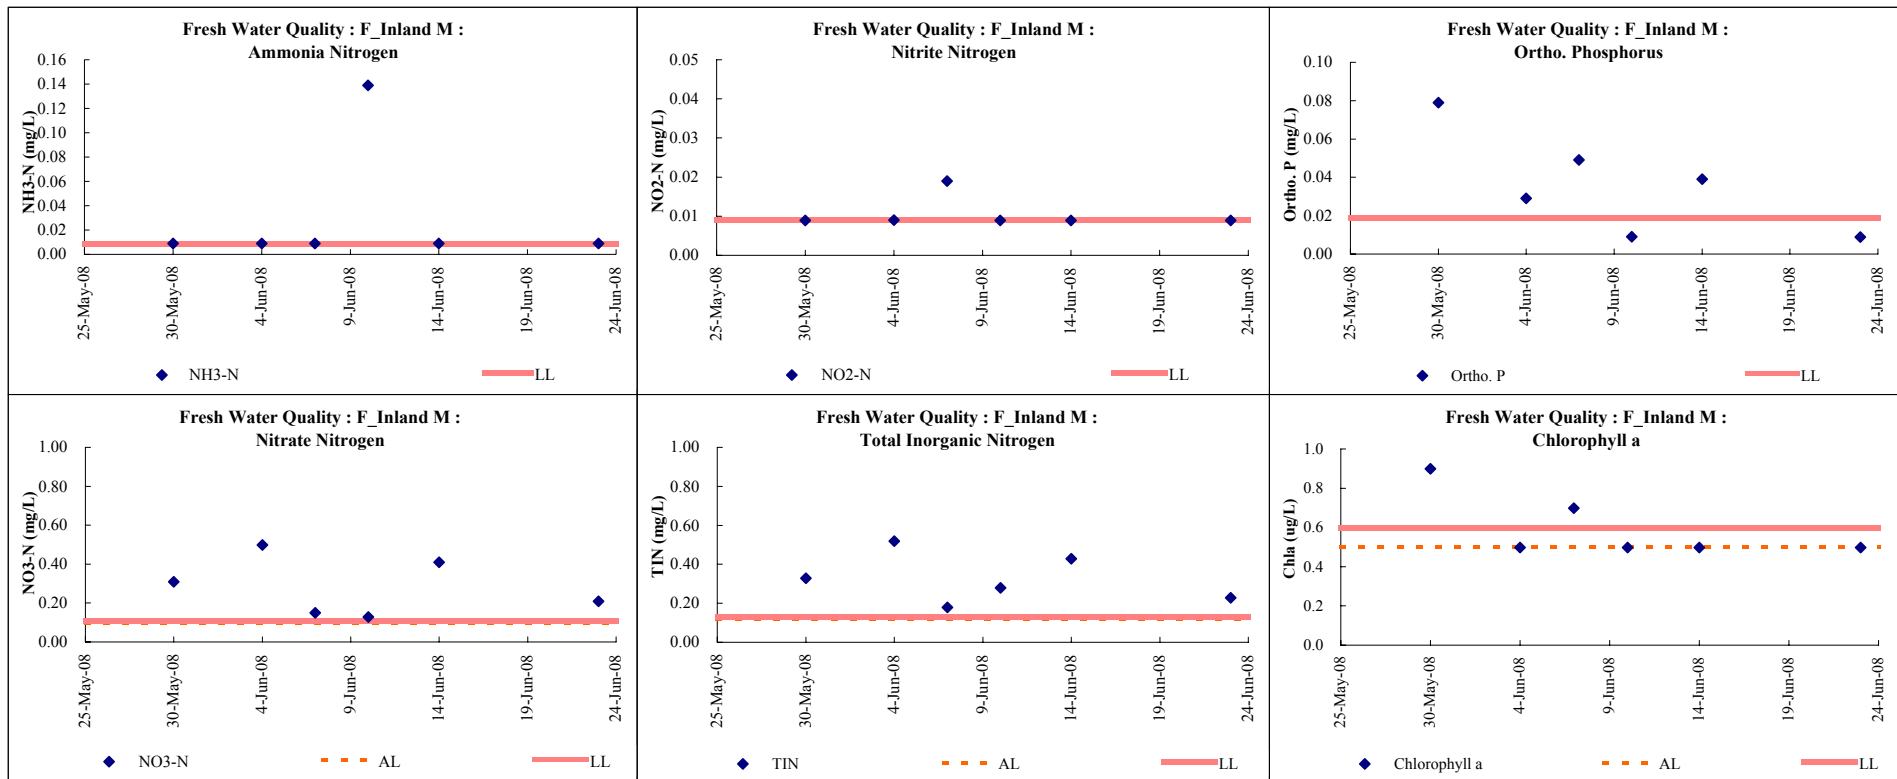 Fresh Water Quality : F_Inland M :
Ammonia Nitrogen
NH3-N (mg/L)
0.16
0.14
0.12
0.10
0.08
0.06
0.04
0.02
0.00
25-May-08
30-May-08
4-Jun-08
9-Jun-08
14-Jun-08
19-Jun-08
24-Jun-08
NH3-N
LL
Fresh Water Quality : F_Inland M :
Nitrite Nitrogen
NO2-N (mg/L)
0.05
0.04
0.03
0.02
0.01
0.00
25-May-08
30-May-08
4-Jun-08
9-Jun-08
14-Jun-08
19-Jun-08
24-Jun-08
NO2-N
LL
Fresh Water Quality : F_Inland M :
Ortho. Phosphorus
Ortho. P (mg/L)
0.10
0.08
0.06
0.04
0.02
0.00
25-May-08
30-May-08
4-Jun-08
9-Jun-08
14-Jun-08
19-Jun-08
24-Jun-08
Ortho. P
LL
Fresh Water Quality : F_Inland M :
Nitrate Nitrogen
NO3-N (mg/L)
1.00
0.80
0.60
0.40
0.20
0.00
25-May-08
30-May-08
4-Jun-08
9-Jun-08
14-Jun-08
19-Jun-08
24-Jun-08
NO3-N
AL
LL
Fresh Water Quality : F_Inland M :
Total Inorganic Nitrogen
TIN (mg/L)
1.00
0.80
0.60
0.40
0.20
0.00
25-May-08
30-May-08
4-Jun-08
9-Jun-08
14-Jun-08
19-Jun-08
24-Jun-08
TIN
AL
LL
Fresh Water Quality : F_Inland M :
Chlorophyll a
Chla (ug/L)
1.0
0.8
0.6
0.4
0.2
0.0
25-May-08
30-May-08
4-Jun-08
9-Jun-08
14-Jun-08
19-Jun-08
24-Jun-08
Chlorophyll a
AL
LL